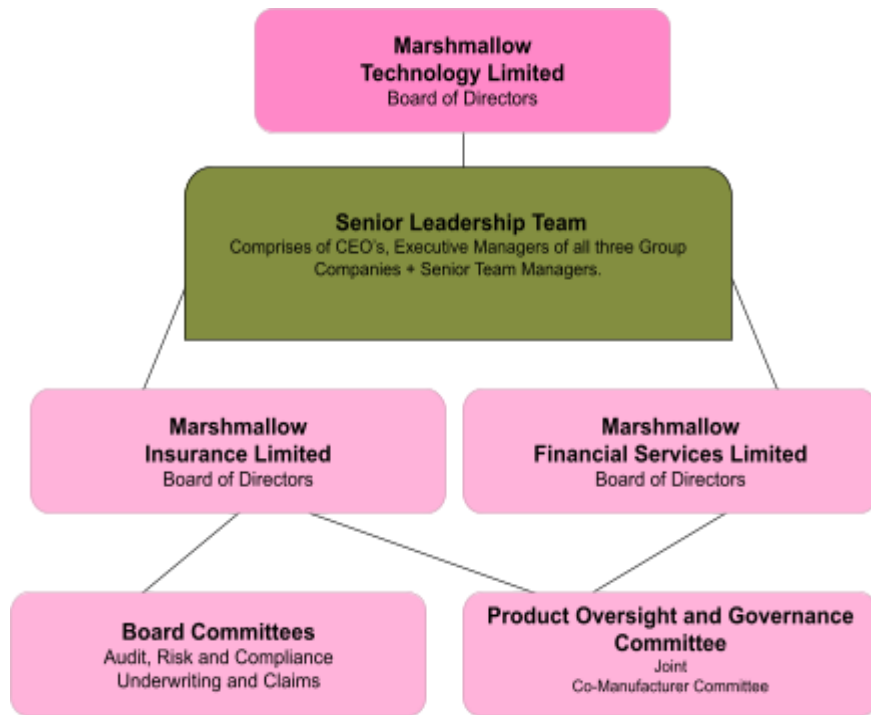 Marshmallow
Technology Limited
Board of Directors
Senior Leadership Team
Comprises of CEO's, Executive Managers of all three Group
Companies + Senior Team Managers.
Marshmallow
Insurance Limited
Board of Directors
Marshmallow
Financial Services Limited
Board of Directors
Board Committees
Audit, Risk and Compliance
Underwriting and Claims
Product Oversight and Governance
Committee
Joint
Co-Manufacturer Committee